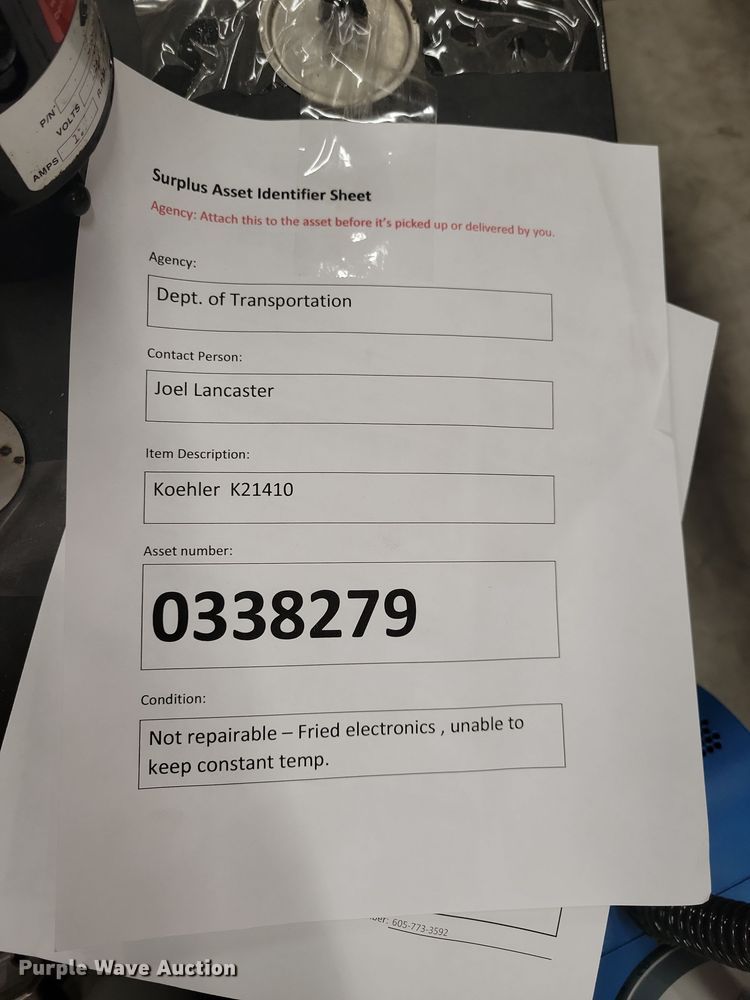 P/N
VOLTS
AMPS
Surplus Asset Identifier Sheet
Agency: Attach this to the asset before it's picked up or delivered by you.
Agency:
Dept. of Transportation
Contact Person:
Joel Lancaster
Item Description:
Koehler K21410
Asset number:
0338279
Condition:
Not repairable – Fried electronics , unable to
keep constant temp.
605-773-3592
Purple Wave Auction